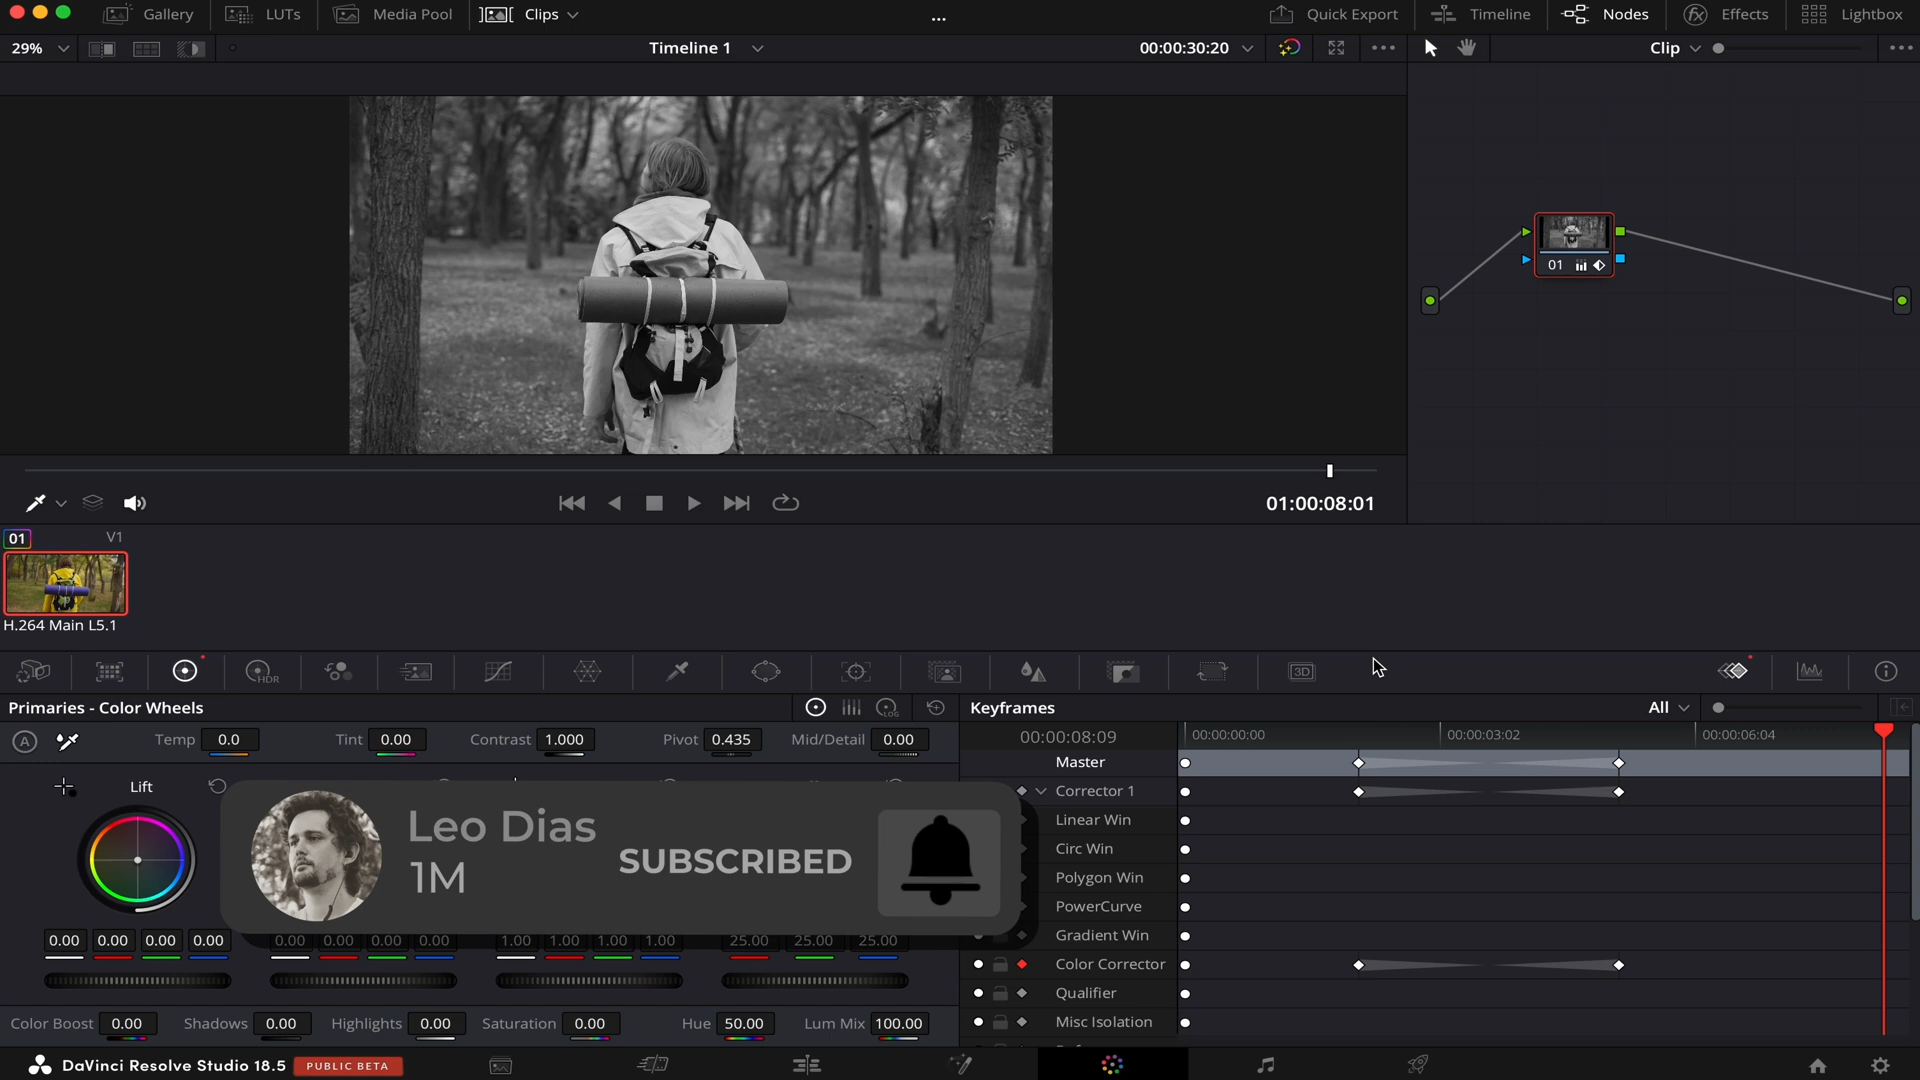 Gallery LUTs Media Pool Clips ... Quick Export Timeline Nodes Effects Lightbox
29% Timeline 1 00:00:30:20 Clip
01
01:00:08:01
01 V1
H.264 Main L5.1
HDR 3D
Primaries - Color Wheels LOG Keyframes All
A Temp 0.0 Tint 0.00 Contrast 1.000 Pivot 0.435 Mid/Detail 0.00
00:00:08:09 00:00:00:00 00:00:03:02 00:00:06:04
Master
Lift
Corrector 1
Linear Win
Circ Win
Polygon Win
PowerCurve
Gradient Win
Color Corrector
Qualifier
Misc Isolation
Leo Dias
1M
SUBSCRIBED
0.00 0.00 0.00 0.00 0.00 0.00 0.00 0.00 1.00 1.00 1.00 1.00 25.00 25.00 25.00
Color Boost 0.00 Shadows 0.00 Highlights 0.00 Saturation 0.00 Hue 50.00 Lum Mix 100.00
DaVinci Resolve Studio 18.5 PUBLIC BETA